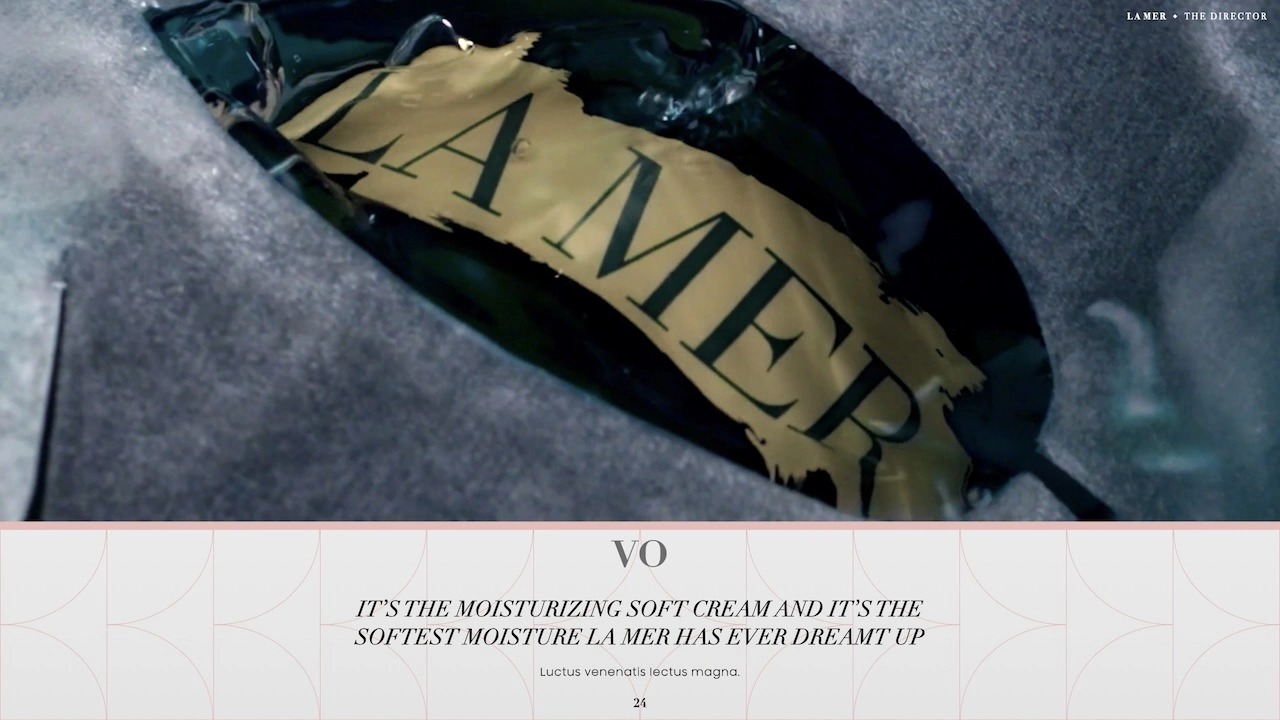 LA MER • THE DIRECTOR
LA MER
VO
IT'S THE MOISTURIZING SOFT CREAM AND IT'S THE
SOFTEST MOISTURE LA MER HAS EVER DREAMT UP
Luctus venenatis lectus magna.
24